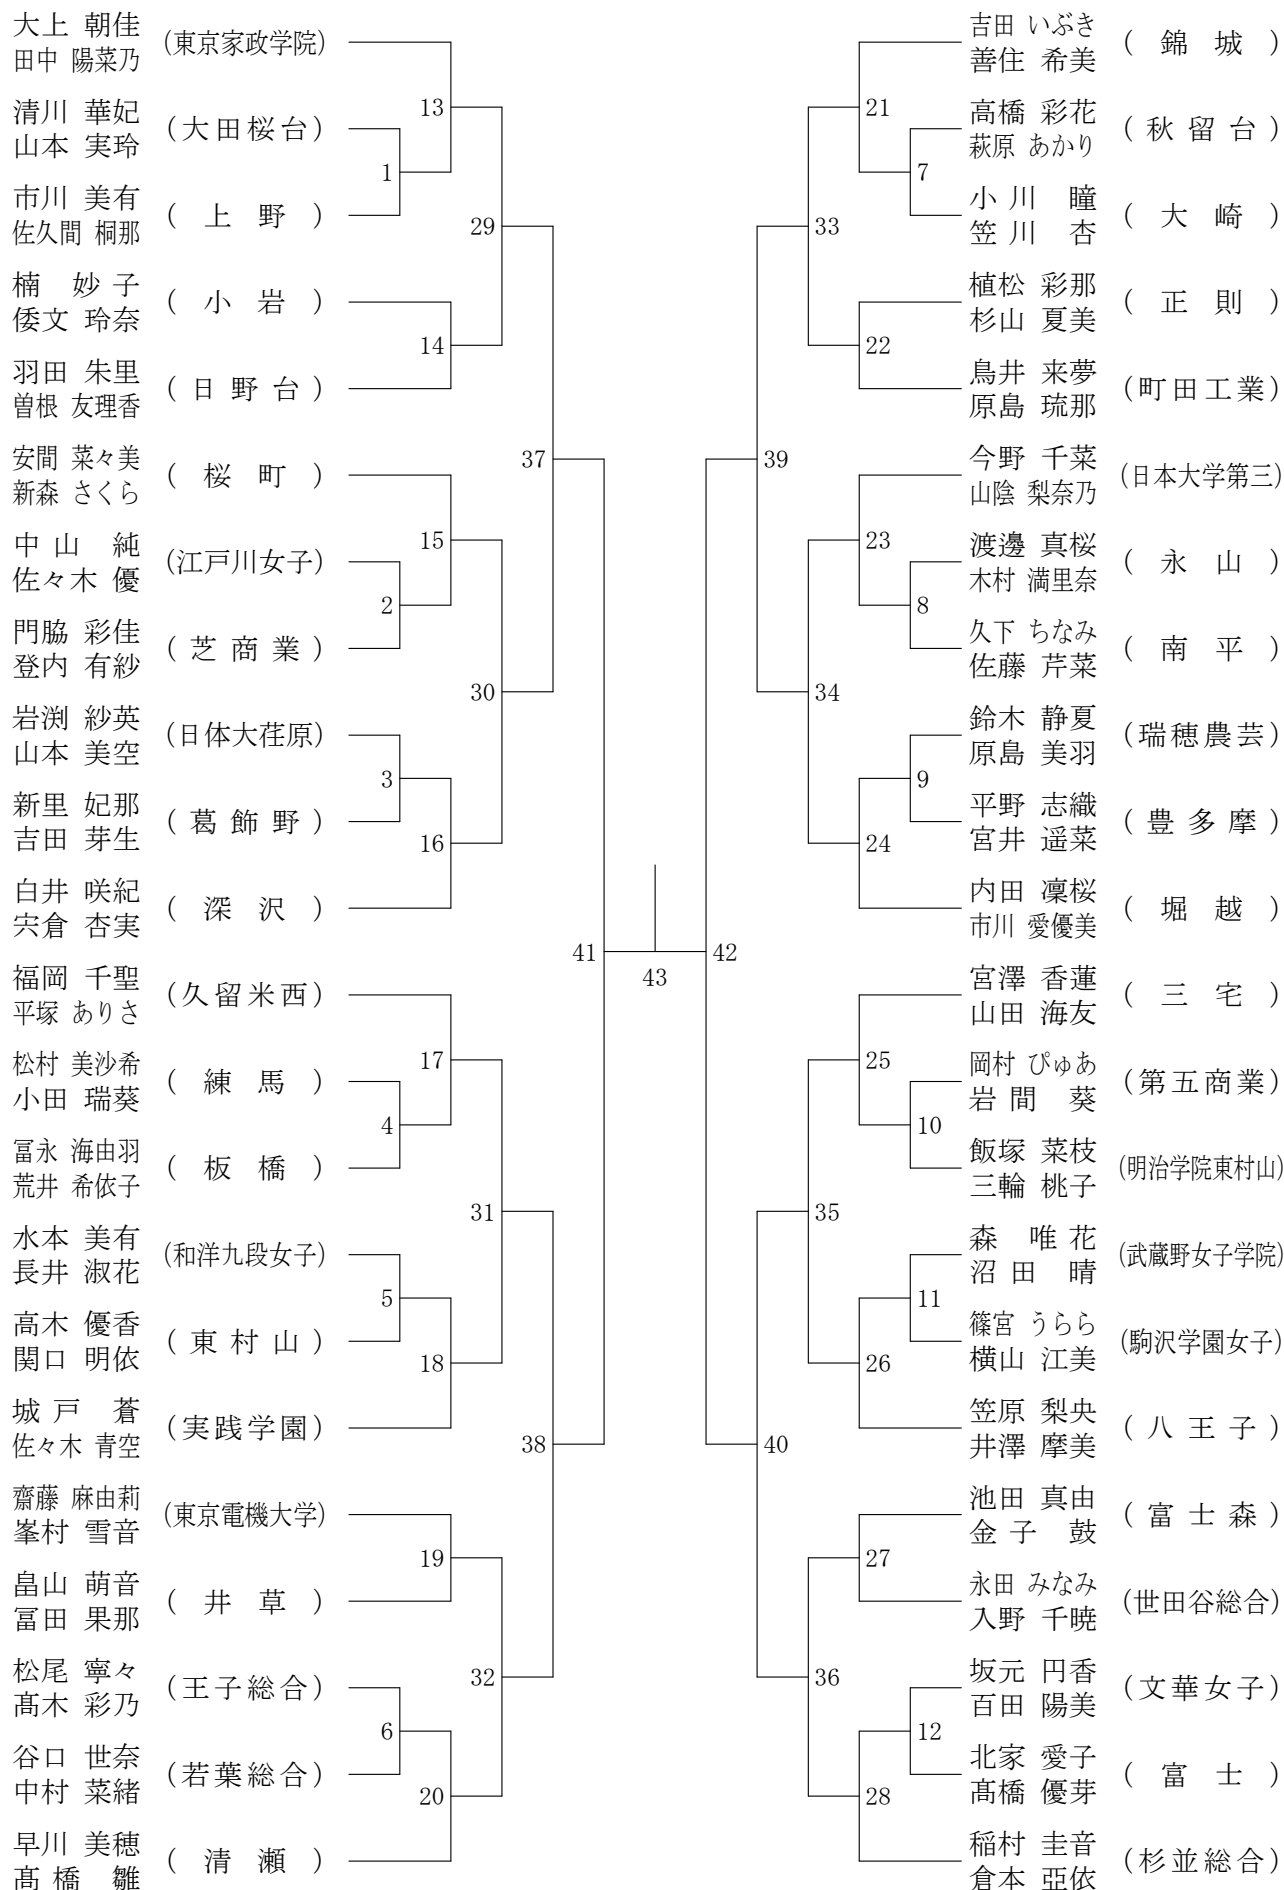 大上 朝佳
田中 陽菜乃
(東京家政学院)
清川 華妃
山本 実玲
(大田桜台)
市川 美有
佐久間 桐那
(上野)
楠 妙子
倭文 玲奈
(小岩)
羽田 朱里
曽根 友理香
(日野台)
安間 菜々美
新森 さくら
(桜町)
中山 純
佐々木 優
(江戸川女子)
門脇 彩佳
登内 有紗
(芝商業)
岩渕 紗英
山本 美空
(日体大荏原)
新里 妃那
吉田 芽生
(葛飾野)
白井 咲紀
宍倉 杏実
(深沢)
福岡 千聖
平塚 ありさ
(久留米西)
松村 美沙希
小田 瑞葵
(練馬)
冨永 海由羽
荒井 希依子
(板橋)
水本 美有
長井 淑花
(和洋九段女子)
高木 優香
関口 明依
(東村山)
城戸 蒼
佐々木 青空
(実践学園)
齋藤 麻由莉
峯村 雪音
(東京電機大学)
畠山 萌音
冨田 果那
(井草)
松尾 寧々
髙木 彩乃
(王子総合)
谷口 世奈
中村 菜緒
(若葉総合)
早川 美穂
髙橋 雛
(清瀬)
13
1
29
14
37
15
2
30
3
16
41
17
4
31
5
18
38
19
32
6
20
43
42
21
7
33
22
39
23
8
34
9
24
25
10
35
11
26
40
27
36
12
28
吉田 いぶき
善住 希美
(錦城)
高橋 彩花
萩原 あかり
(秋留台)
小川 瞳
笠川 杏
(大崎)
植松 彩那
杉山 夏美
(正則)
鳥井 来夢
原島 琉那
(町田工業)
今野 千菜
山陰 梨奈乃
(日本大学第三)
渡邊 真桜
木村 満里奈
(永山)
久下 ちなみ
佐藤 芹菜
(南平)
鈴木 静夏
原島 美羽
(瑞穂農芸)
平野 志織
宮井 遥菜
(豊多摩)
内田 凜桜
市川 愛優美
(堀越)
宮澤 香蓮
山田 海友
(三宅)
岡村 ぴゅあ
岩間 葵
(第五商業)
飯塚 菜枝
三輪 桃子
(明治学院東村山)
森 唯花
沼田 晴
(武蔵野女子学院)
篠宮 うらら
横山 江美
(駒沢学園女子)
笠原 梨央
井澤 摩美
(八王子)
池田 真由
金子 鼓
(富士森)
永田 みなみ
入野 千暁
(世田谷総合)
坂元 円香
百田 陽美
(文華女子)
北家 愛子
髙橋 優芽
(富士)
稲村 圭音
倉本 亞依
(杉並総合)